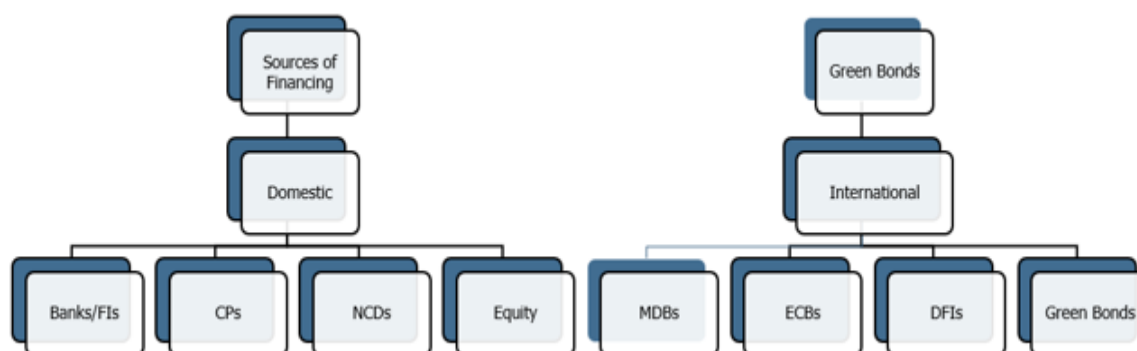 Sources of
Financing
Green Bonds
Domestic
International
Banks/FIs
CPs
NCDs
Equity
MDBs
ECBs
DFIs
Green Bonds